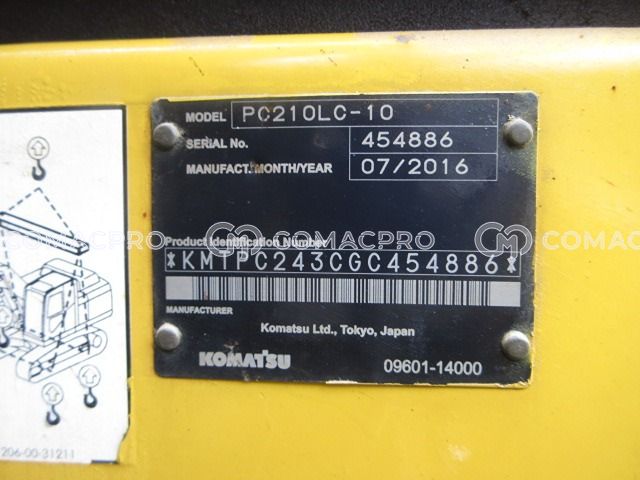 MODEL PC210LC-10
SERIAL No. 454886
MANUFACT. MONTH/YEAR 07/2016
COMACPRO COMACPRO COMACPRO
Product Identification Number
*KMTPC243CGC454886*
MANUFACTURER
Komatsu Ltd., Tokyo, Japan
KOMATSU 09601-14000
206-00-31211